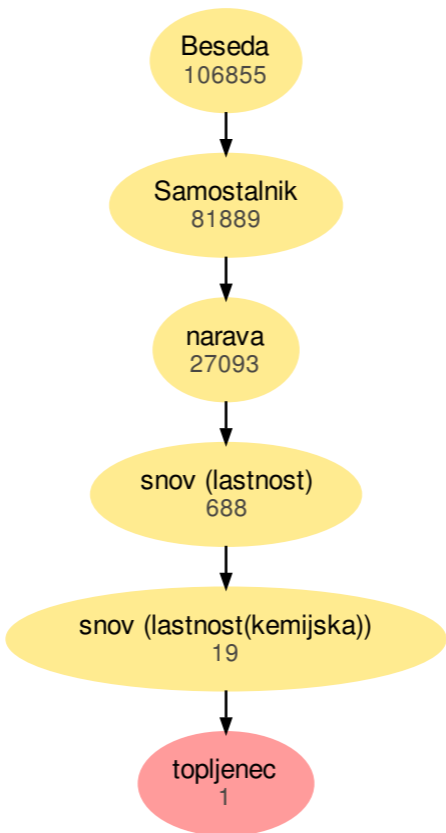 Beseda
106855
Samostalnik
81889
narava
27093
snov (lastnost)
688
snov (lastnost(kemijska))
19
topljenec
1